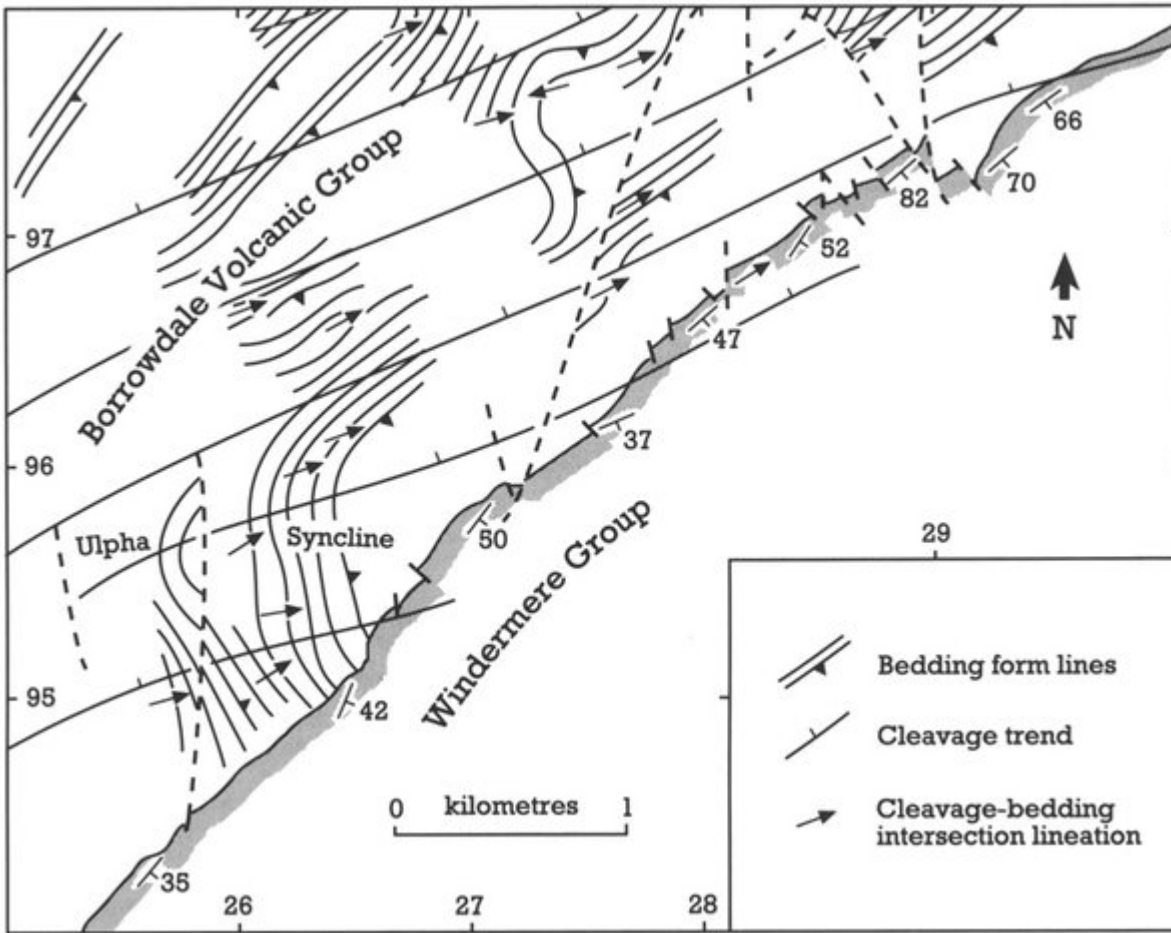 97
96
95
26
27
28
29
Borrowdale Volcanic Group
Windermere Group
Ulpha
Syncline
66
70
82
52
47
37
50
42
35
N
0 kilometres 1
Bedding form lines
Cleavage trend
Cleavage-bedding
intersection lineation